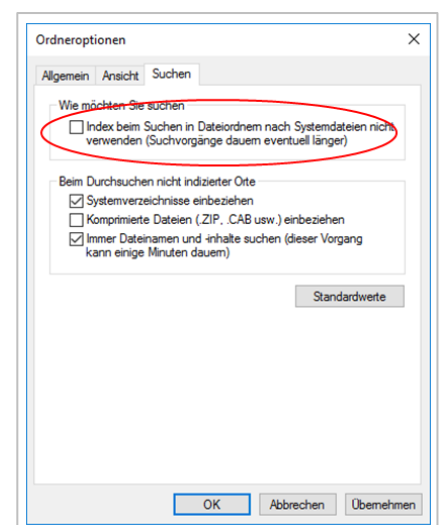 Ordneroptionen
Allgemein Ansicht Suchen
Wie möchten Sie suchen
Index beim Suchen in Dateiordnern nach Systemdateien nicht
verwenden (Suchvorgänge dauern eventuell länger)
Beim Durchsuchen nicht indizierter Orte
Systemverzeichnisse einbeziehen
Komprimierte Dateien (.ZIP, .CAB usw.) einbeziehen
Immer Dateinamen und -inhalte suchen (dieser Vorgang
kann einige Minuten dauern)
Standardwerte
OK Abbrechen Übernehmen